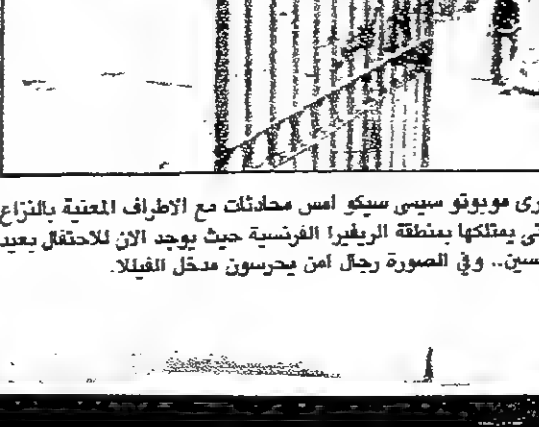 رى موبوتو سيسى سيكو امس محادثات مع الاطراف المعنية بالنزاع
تى يمتلكها بمنطقة الريفيرا الفرنسية حيث يوجد الان للاحتفال بعيد
سين.. وفي الصورة رجال امن يحرسون مدخل الفيللا.